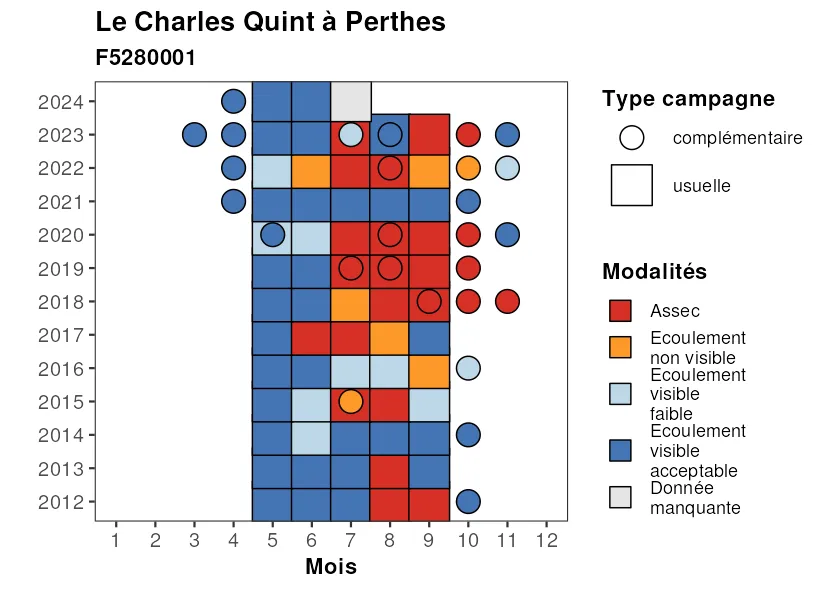 Le Charles Quint à Perthes
F5280001
2024
2023
2022
2021
2020
2019
2018
2017
2016
2015
2014
2013
2012
1 2 3 4 5 6 7 8 9 10 11 12
Mois
Type campagne
complémentaire
usuelle
Modalités
Assec
Ecoulement
non visible
Ecoulement
visible
faible
Ecoulement
visible
acceptable
Donnée
manquante